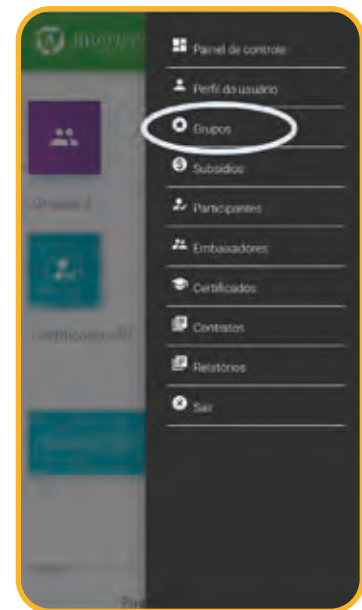 Painel de controle
Perfil do usuário
Grupos
Subsídios
Participantes
Embaixadores
Certificados
Contratos
Relatórios
Sair